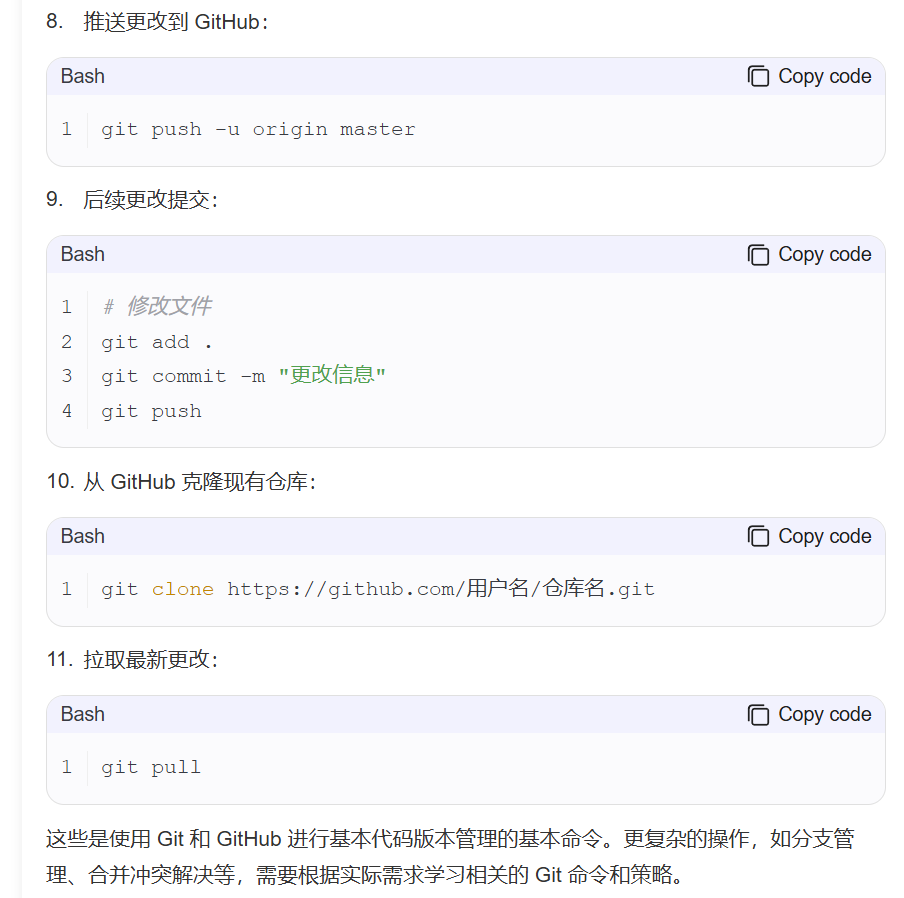 8. 推送更改到 GitHub：
Bash Copy code
1 git push -u origin master
9. 后续更改提交：
Bash Copy code
1 # 修改文件
2 git add .
3 git commit -m "更改信息"
4 git push
10. 从 GitHub 克隆现有仓库：
Bash Copy code
1 git clone https://github.com/用户名/仓库名.git
11. 拉取最新更改：
Bash Copy code
1 git pull
这些是使用 Git 和 GitHub 进行基本代码版本管理的基本命令。更复杂的操作，如分支管
理、合并冲突解决等，需要根据实际需求学习相关的 Git 命令和策略。